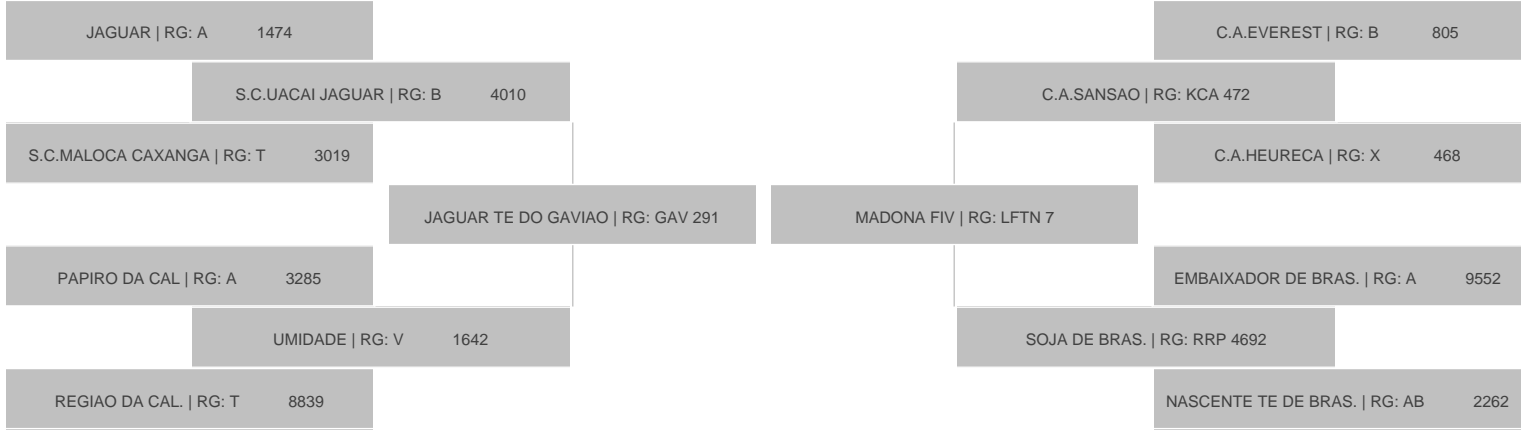 JAGUAR | RG: A 1474
C.A.EVEREST | RG: B 805
S.C.UACAI JAGUAR | RG: B 4010
C.A.SANSAO | RG: KCA 472
S.C.MALOCA CAXANGA | RG: T 3019
C.A.HEURECA | RG: X 468
JAGUAR TE DO GAVIAO | RG: GAV 291
MADONA FIV | RG: LFTN 7
PAPIRO DA CAL | RG: A 3285
EMBAIXADOR DE BRAS. | RG: A 9552
UMIDADE | RG: V 1642
SOJA DE BRAS. | RG: RRP 4692
REGIAO DA CAL. | RG: T 8839
NASCENTE TE DE BRAS. | RG: AB 2262